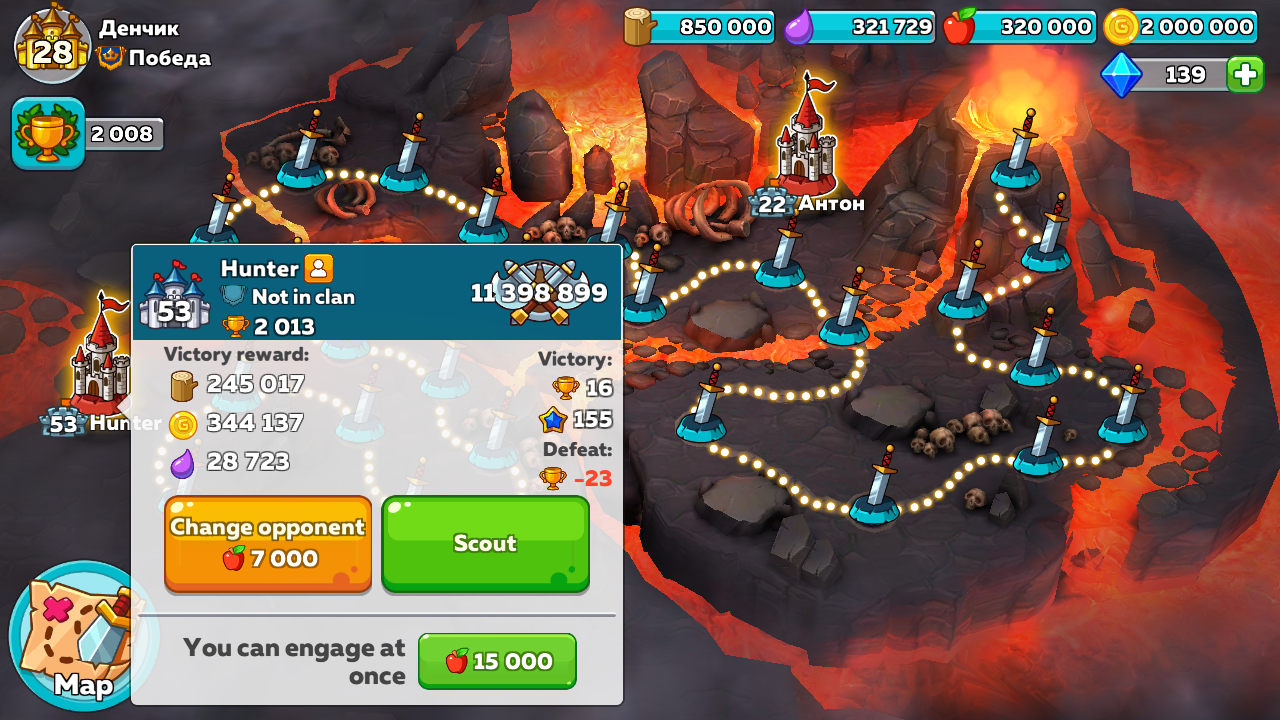 28
Денчик
Победа
2 008
850 000
321 729
320 000
2 000 000
139
22 Антон
53 Hunter
53
Hunter
Not in clan
2 013
11 398 899
Victory reward:
245 017
344 137
28 723
Victory:
16
155
Defeat:
-23
Change opponent
7 000
Scout
You can engage at
once
15 000
Map